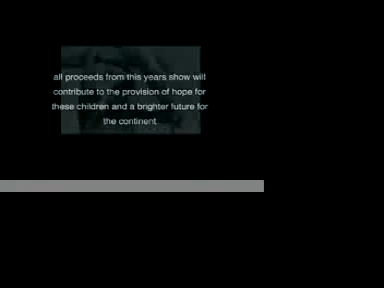 all proceeds from this years show will
contribute to the provision of hope for
these children and a brighter future for
the continent